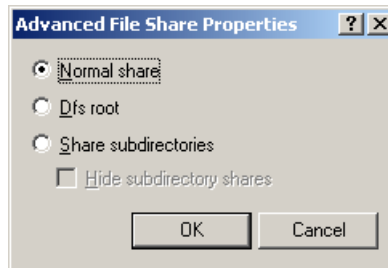 Advanced File Share Properties
Normal share
Dfs root
Share subdirectories
Hide subdirectory shares
OK Cancel